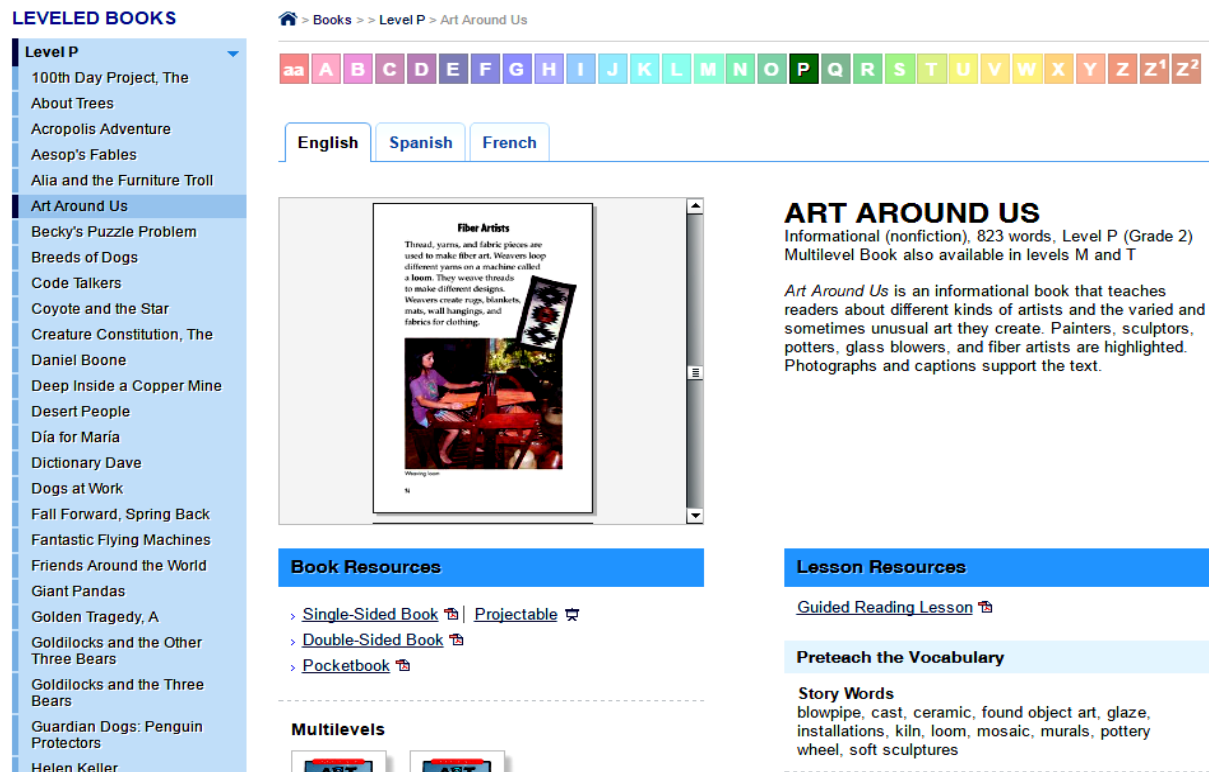 LEVELED BOOKS
Level P
100th Day Project, The
About Trees
Acropolis Adventure
Aesop's Fables
Alia and the Furniture Troll
Art Around Us
Becky's Puzzle Problem
Breeds of Dogs
Code Talkers
Coyote and the Star
Creature Constitution, The
Daniel Boone
Deep Inside a Copper Mine
Desert People
Día for María
Dictionary Dave
Dogs at Work
Fall Forward, Spring Back
Fantastic Flying Machines
Friends Around the World
Giant Pandas
Golden Tragedy, A
Goldilocks and the Other
Three Bears
Goldilocks and the Three
Bears
Guardian Dogs: Penguin
Protectors
Helen Keller
> Books > > Level P > Art Around Us
aa A B C D E F G H I J K L M N O P Q R S T U V W X Y Z Z¹ Z²
English Spanish French
Fiber Artists
Thread, yarns, and fabric pieces are
used to make fiber art. Weavers loop
different yarns on a machine called
a loom. They weave threads
to make different designs.
Weavers create rugs, blankets,
mats, wall hangings, and
fabrics for clothing.
Weaving loom
ART AROUND US
Informational (nonfiction), 823 words, Level P (Grade 2)
Multilevel Book also available in levels M and T
Art Around Us is an informational book that teaches
readers about different kinds of artists and the varied and
sometimes unusual art they create. Painters, sculptors,
potters, glass blowers, and fiber artists are highlighted.
Photographs and captions support the text.
Book Resources
› Single-Sided Book | Projectable
› Double-Sided Book
› Pocketbook
Multilevels
ART ART
Lesson Resources
Guided Reading Lesson
Preteach the Vocabulary
Story Words
blowpipe, cast, ceramic, found object art, glaze,
installations, kiln, loom, mosaic, murals, pottery
wheel, soft sculptures